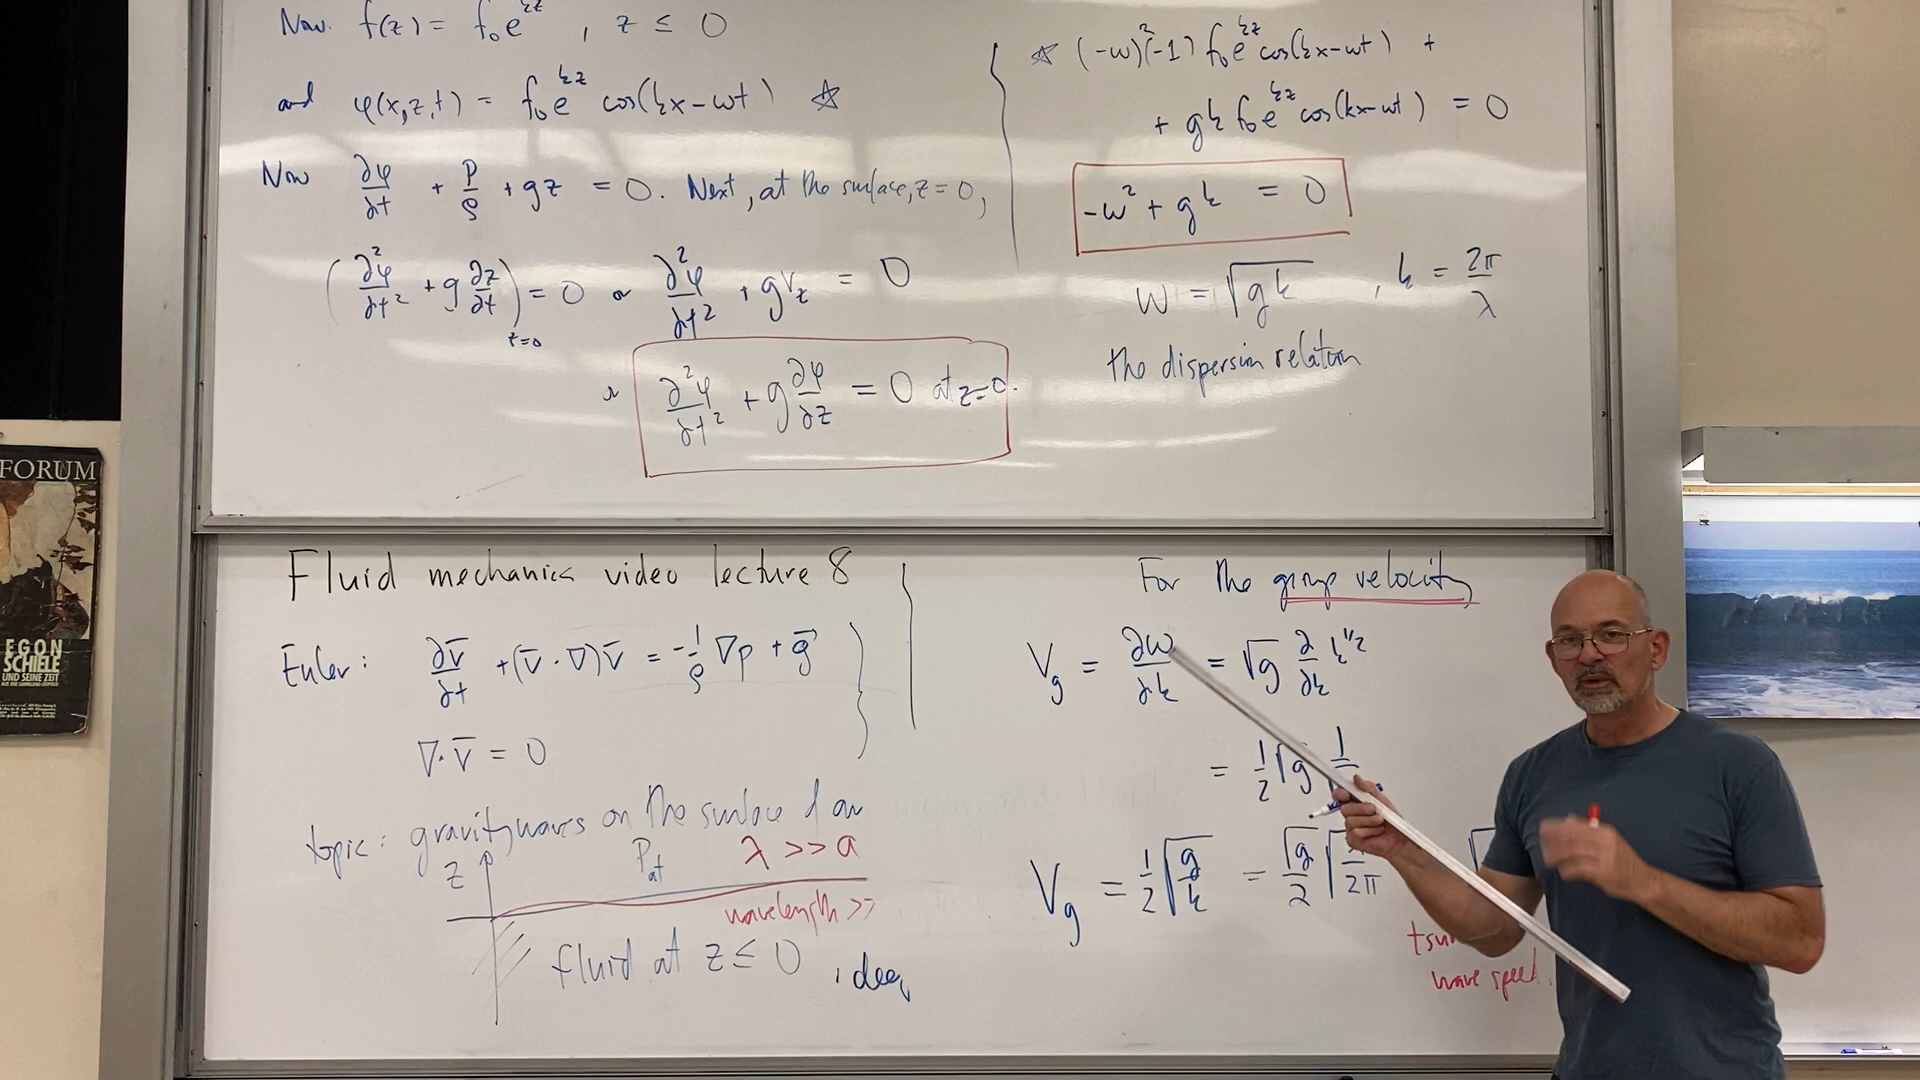 Now f(z) = f₀e^{kz} , z ≤ 0
and φ(x,z,t) = f₀e^{kz} cos(kx-ωt) ☆
Now ∂φ/∂t + p/ρ + gz = 0. Next, at the surface, z=0,
(∂²φ/∂t² + g ∂z/∂t)_{z=0} = 0 or ∂²φ/∂t² + gv_z = 0
or ∂²φ/∂t² + g ∂φ/∂z = 0 at z=0.
☆ (-ω)²(-1) f₀e^{kz} cos(kx-ωt) +
+ gk f₀e^{kz} cos(kx-ωt) = 0
-ω² + gk = 0
ω = √gk , k = 2π/λ
the dispersion relation
Fluid mechanics video lecture 8
Euler: ∂v̄/∂t + (v̄·∇)v̄ = -1/ρ ∇p + g⃗
∇·v̄ = 0
topic: gravity waves on the surface of an
z P_at λ >> a
wavelength >>
fluid at z ≤ 0 , deep
For the group velocity
V_g = ∂ω/∂k = √g ∂/∂k k^{1/2}
= 1/2 √g 1/
V_g = 1/2 √(g/k) = √g/2 √( /2π
wave speed.
FORUM
EGON
SCHIELE
UND SEINE ZEIT